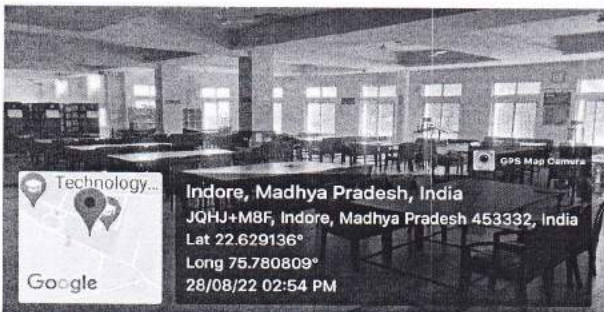 GPS Map Camera
Technology...
Google
Indore, Madhya Pradesh, India
JQHJ+M8F, Indore, Madhya Pradesh 453332, India
Lat 22.629136°
Long 75.780809°
28/08/22 02:54 PM